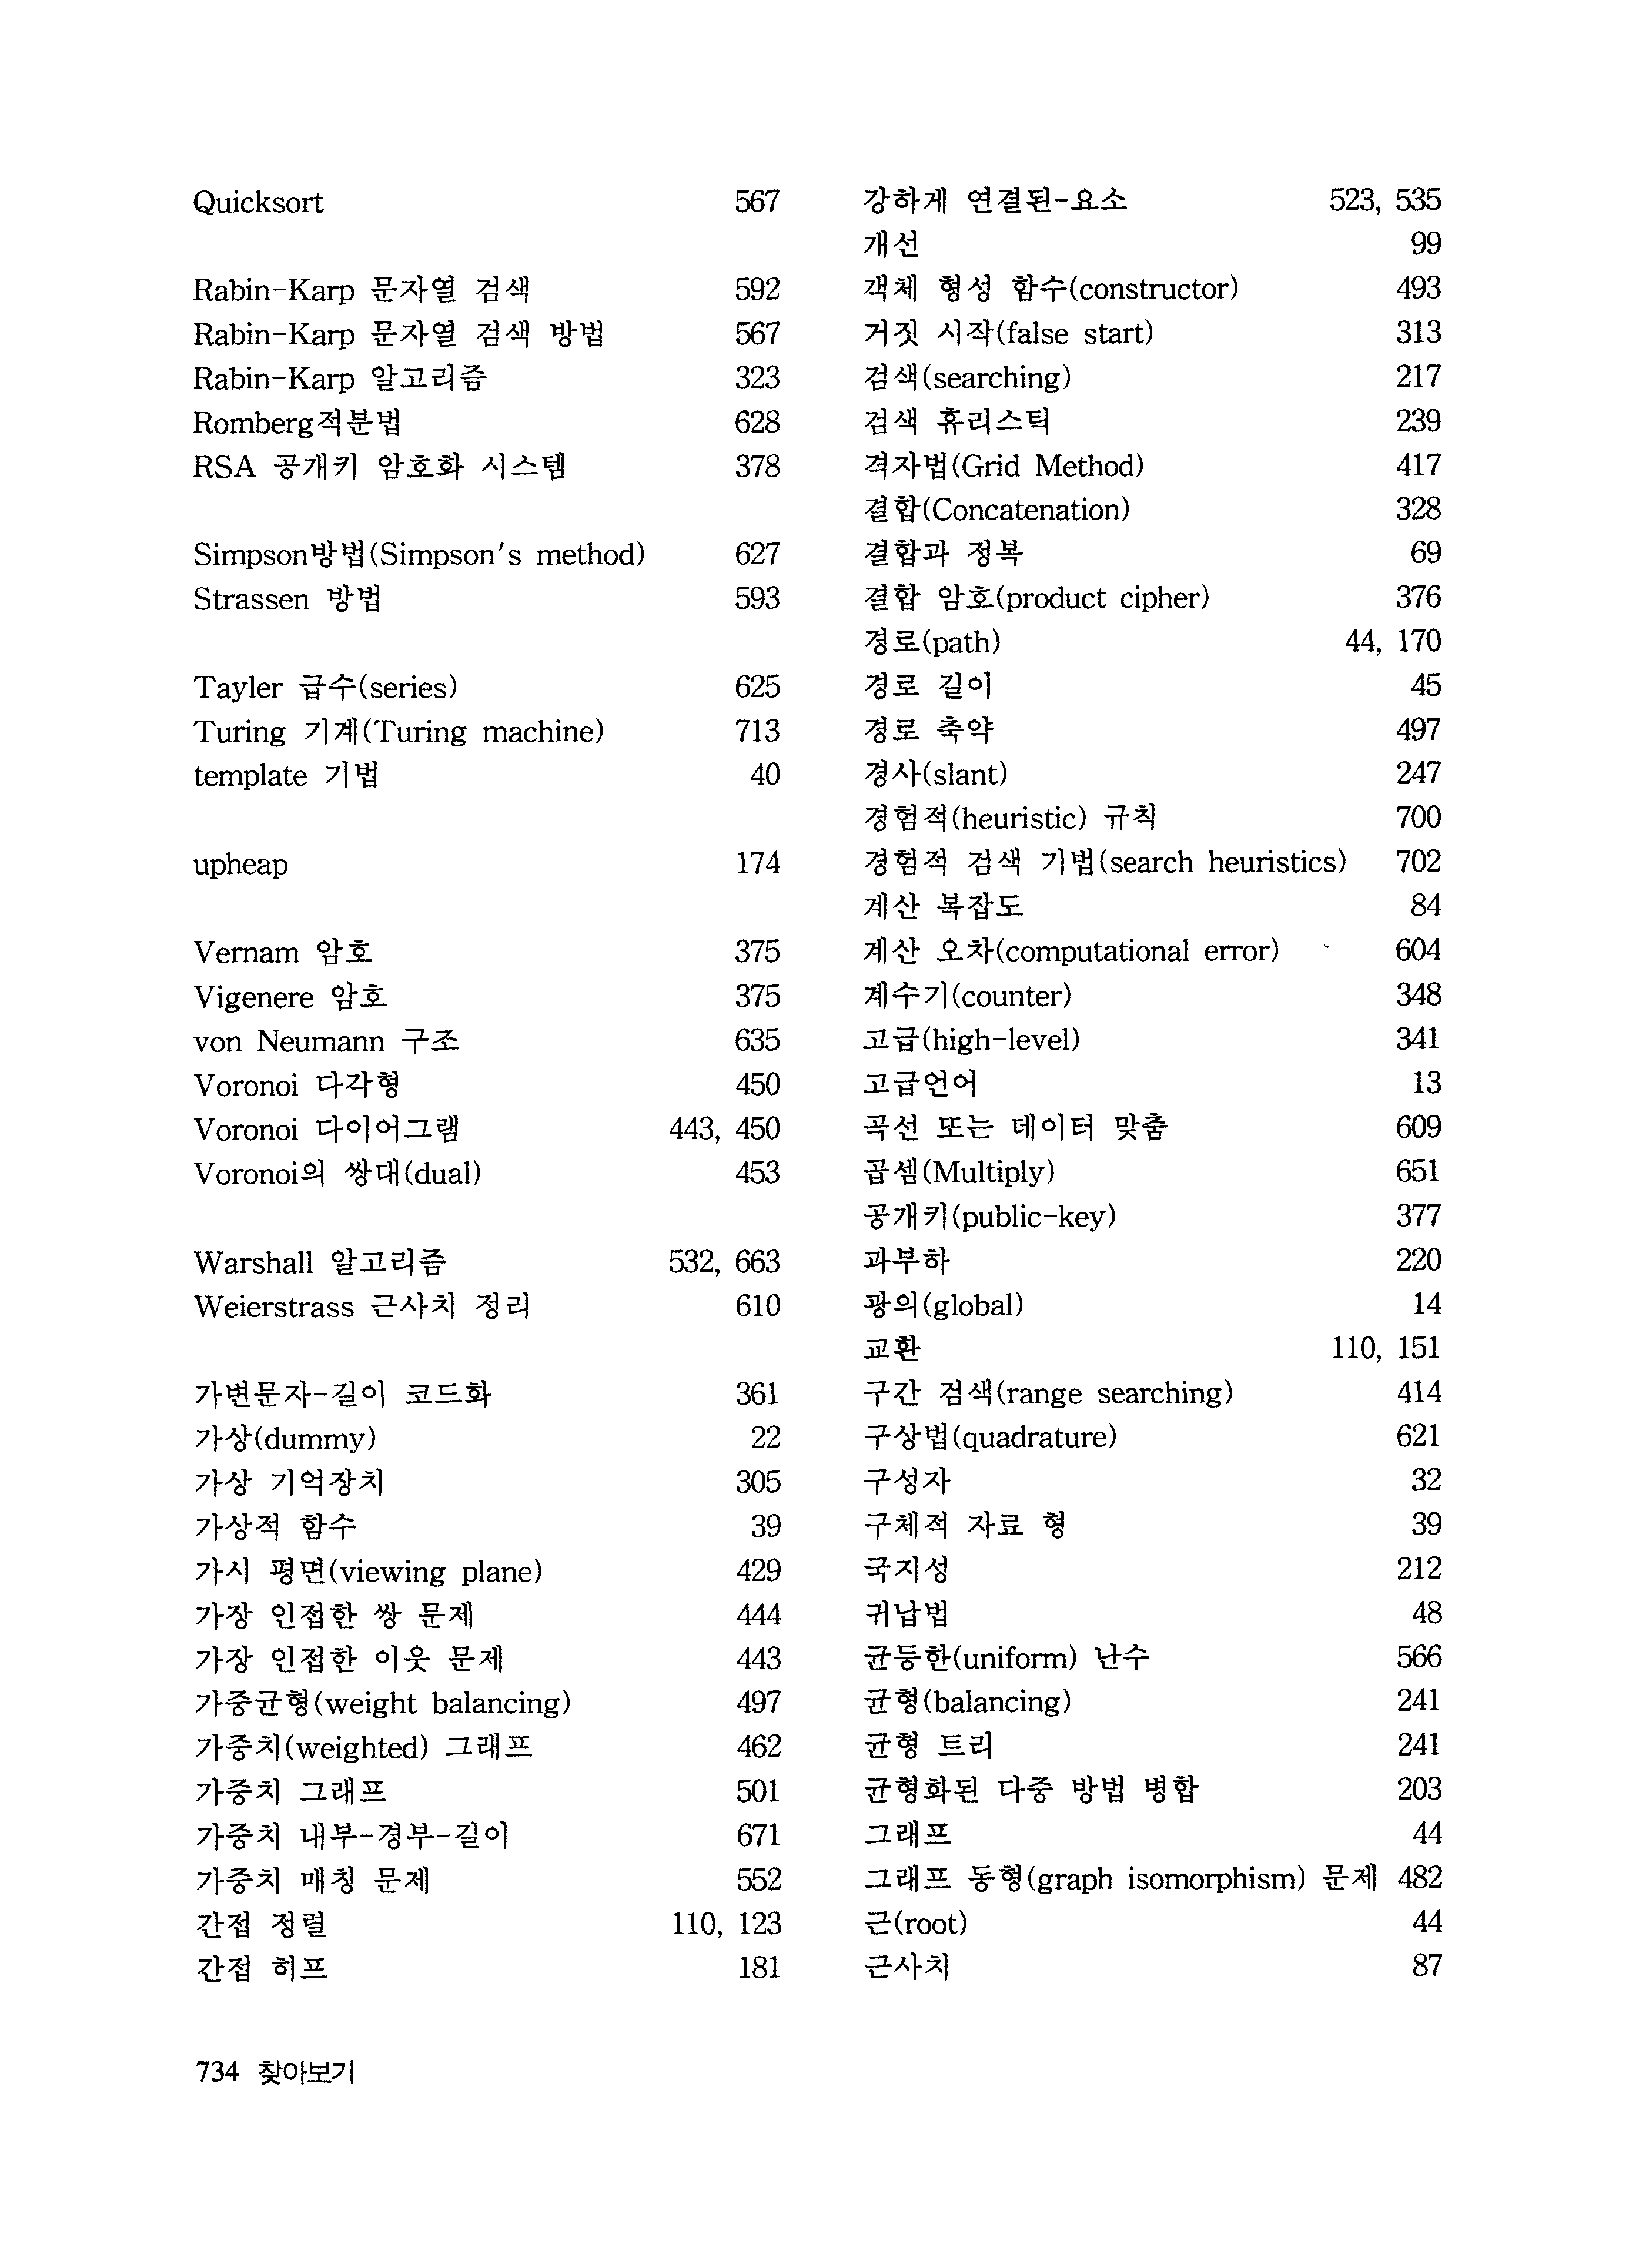 Quicksort 567
Rabin-Karp 문자열 검색 592
Rabin-Karp 문자열 검색 방법 567
Rabin-Karp 알고리즘 323
Romberg적분법 628
RSA 공개키 암호화 시스템 378
Simpson방법(Simpson's method) 627
Strassen 방법 593
Tayler 급수(series) 625
Turing 기계(Turing machine) 713
template 기법 40
upheap 174
Vernam 암호 375
Vigenere 암호 375
von Neumann 구조 635
Voronoi 다각형 450
Voronoi 다이어그램 443, 450
Voronoi의 쌍대(dual) 453
Warshall 알고리즘 532, 663
Weierstrass 근사치 정리 610
가변문자-길이 코드화 361
가상(dummy) 22
가상 기억장치 305
가상적 함수 39
가시 평면(viewing plane) 429
가장 인접한 쌍 문제 444
가장 인접한 이웃 문제 443
가중균형(weight balancing) 497
가중치(weighted) 그래프 462
가중치 그래프 501
가중치 내부-경부-길이 671
가중치 매칭 문제 552
간접 정렬 110, 123
간접 히프 181
강하게 연결된-요소 523, 535
개선 99
객체 형성 함수(constructor) 493
거짓 시작(false start) 313
검색(searching) 217
검색 휴리스틱 239
격자법(Grid Method) 417
결합(Concatenation) 328
결합과 정복 69
결합 암호(product cipher) 376
경로(path) 44, 170
경로 길이 45
경로 축약 497
경사(slant) 247
경험적(heuristic) 규칙 700
경험적 검색 기법(search heuristics) 702
계산 복잡도 84
계산 오차(computational error) 604
계수기(counter) 348
고급(high-level) 341
고급언어 13
곡선 또는 데이터 맞춤 609
곱셈(Multiply) 651
공개키(public-key) 377
과부하 220
광의(global) 14
교환 110, 151
구간 검색(range searching) 414
구상법(quadrature) 621
구성자 32
구체적 자료 형 39
국지성 212
귀납법 48
균등한(uniform) 난수 566
균형(balancing) 241
균형 트리 241
균형화된 다중 방법 병합 203
그래프 44
그래프 동형(graph isomorphism) 문제 482
근(root) 44
근사치 87
734 찾아보기